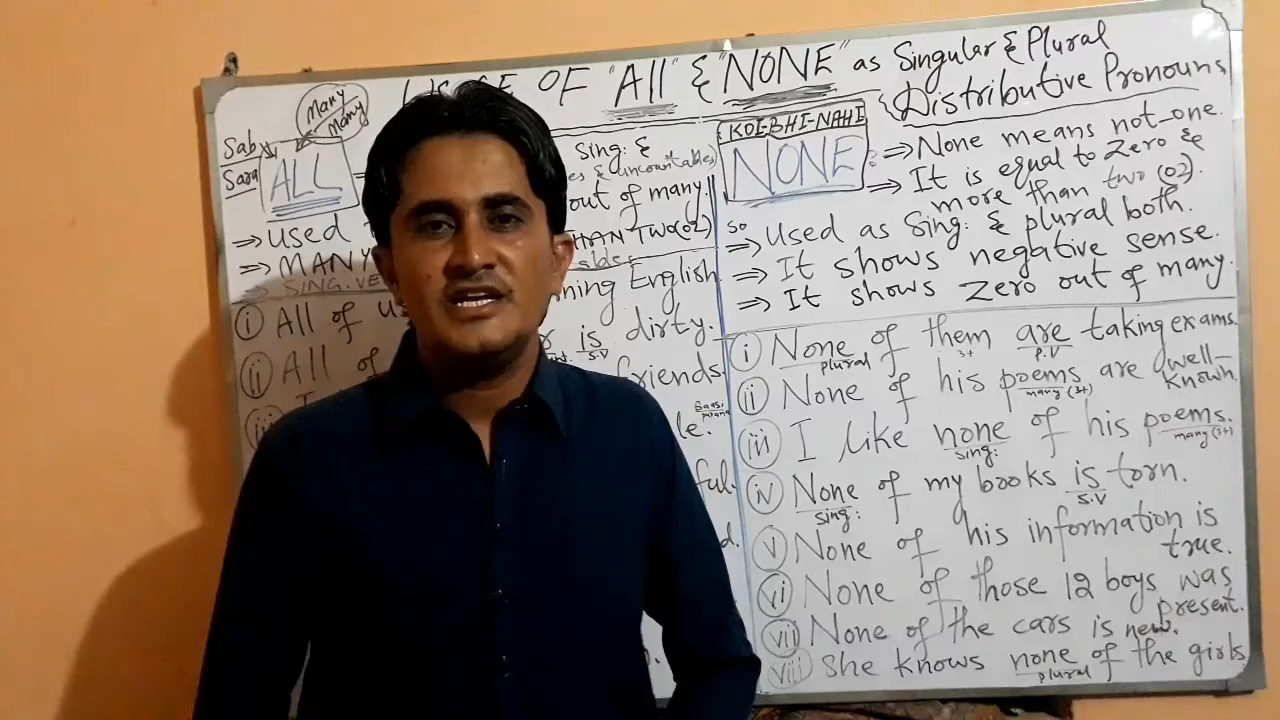 OF "All" & "NONE" as Singular & Plural
Distributive Pronouns
Many
Many
Sab
Sara
ALL
Sing: &
es & uncountables)
out of many.
=> Used
HAN TWO(02)
=> MANY
sides
SING.VE
ning English
(i) All of us
is dirty.
S.V
(ii) All of
friends
(iii) I
le.
ful.
d.
KOI-BHI-NAHI
NONE
=> None means not-one.
=> It is equal to Zero &
more than two (02).
so
=> Used as Sing: & plural both.
=> It shows negative sense.
=> It shows Zero out of many.
(i) None of them are taking exams.
plural 3+ P.V
(ii) None of his poems are well-
known.
many (3+)
(iii) I like none of his poems.
sing: many (3+)
(iv) None of my books is torn.
sing: S.V
(v) None of his information is
true.
(vi) None of those 12 boys was
present.
(vii) None of the cars is new.
(viii) She knows none of the girls
plural